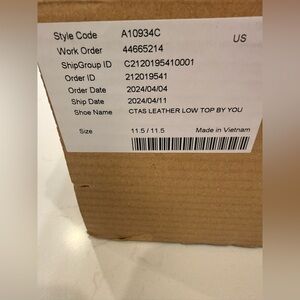 Style Code A10934C US
Work Order 44665214
ShipGroup ID C2120195410001
Order ID 212019541
Order Date 2024/04/04
Ship Date 2024/04/11
Shoe Name CTAS LEATHER LOW TOP BY YOU
Size 11.5 / 11.5 Made in Vietnam